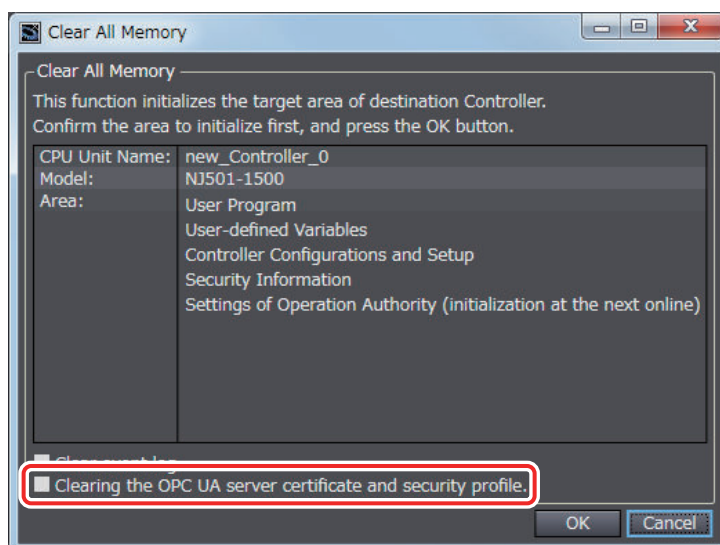 Clear All Memory
Clear All Memory
This function initializes the target area of destination Controller.
Confirm the area to initialize first, and press the OK button.
CPU Unit Name: new_Controller_0
Model: NJ501-1500
Area: User Program
User-defined Variables
Controller Configurations and Setup
Security Information
Settings of Operation Authority (initialization at the next online)
Clear event log
Clearing the OPC UA server certificate and security profile.
OK Cancel